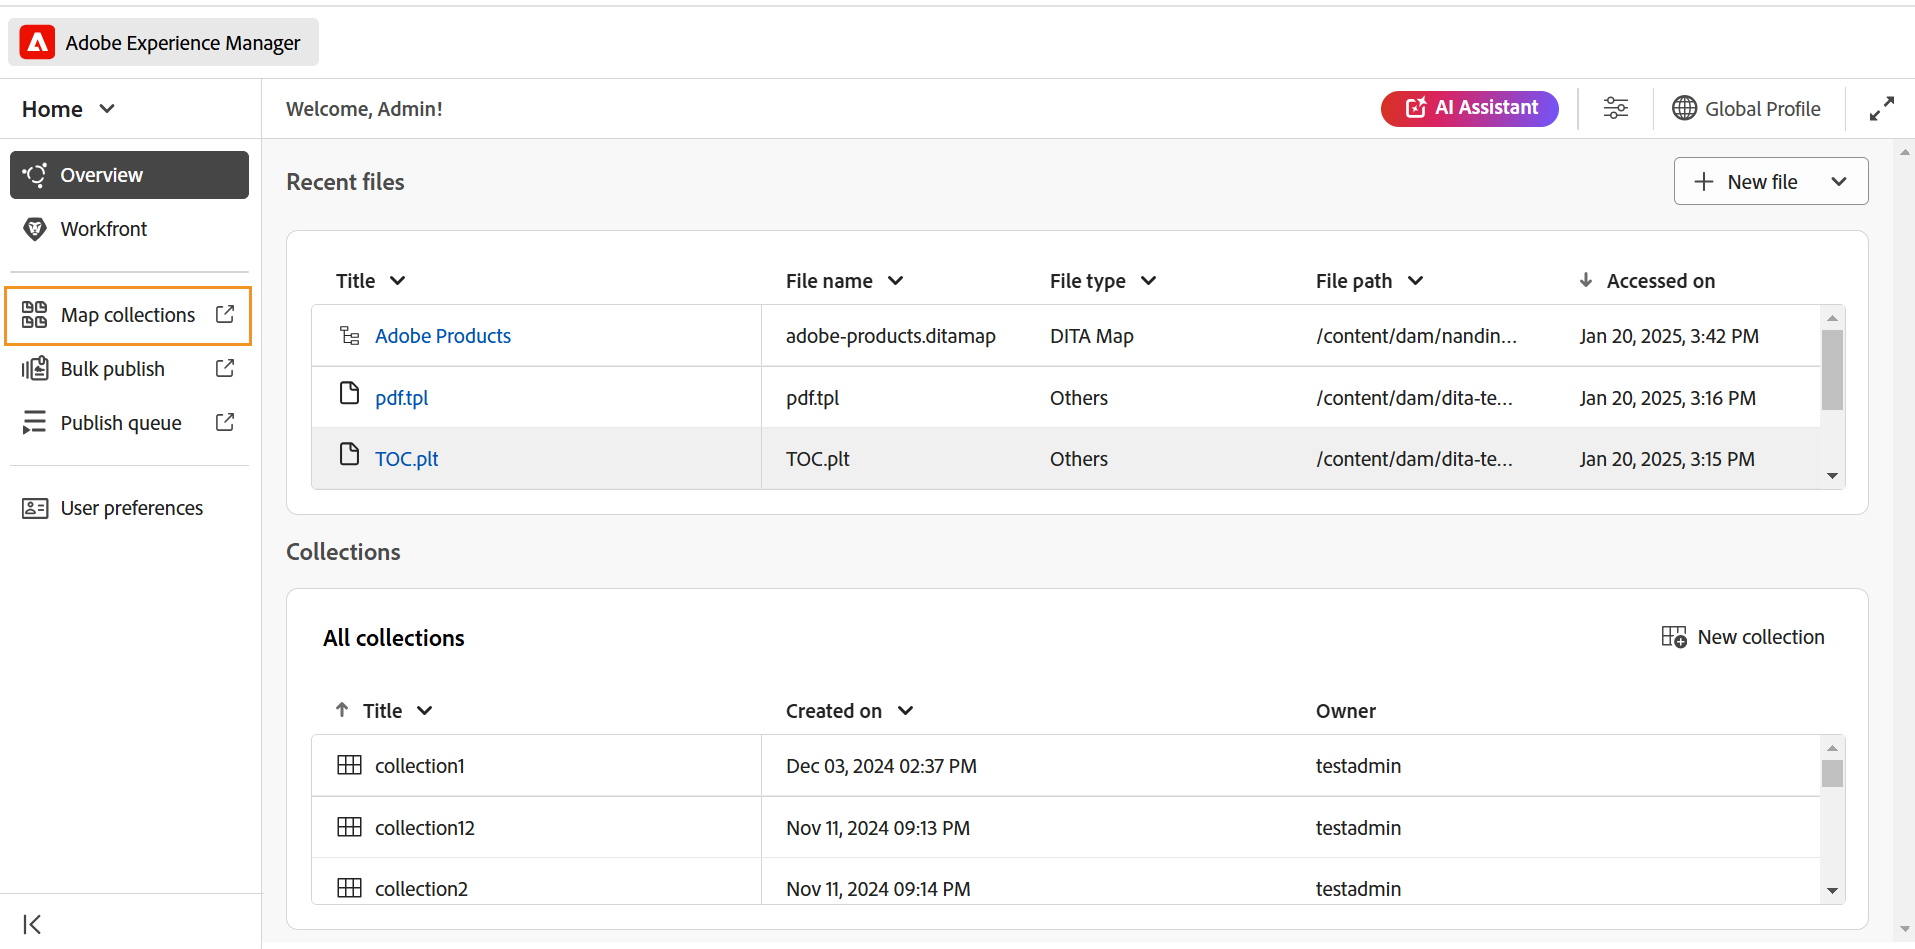 Adobe Experience Manager
Home
Welcome, Admin!
AI Assistant
Global Profile
Overview
Workfront
Map collections
Bulk publish
Publish queue
User preferences
Recent files
New file
Title File name File type File path Accessed on
Adobe Products adobe-products.ditamap DITA Map /content/dam/nandin... Jan 20, 2025, 3:42 PM
pdf.tpl pdf.tpl Others /content/dam/dita-te... Jan 20, 2025, 3:16 PM
TOC.plt TOC.plt Others /content/dam/dita-te... Jan 20, 2025, 3:15 PM
Collections
All collections
New collection
Title Created on Owner
collection1 Dec 03, 2024 02:37 PM testadmin
collection12 Nov 11, 2024 09:13 PM testadmin
collection2 Nov 11, 2024 09:14 PM testadmin